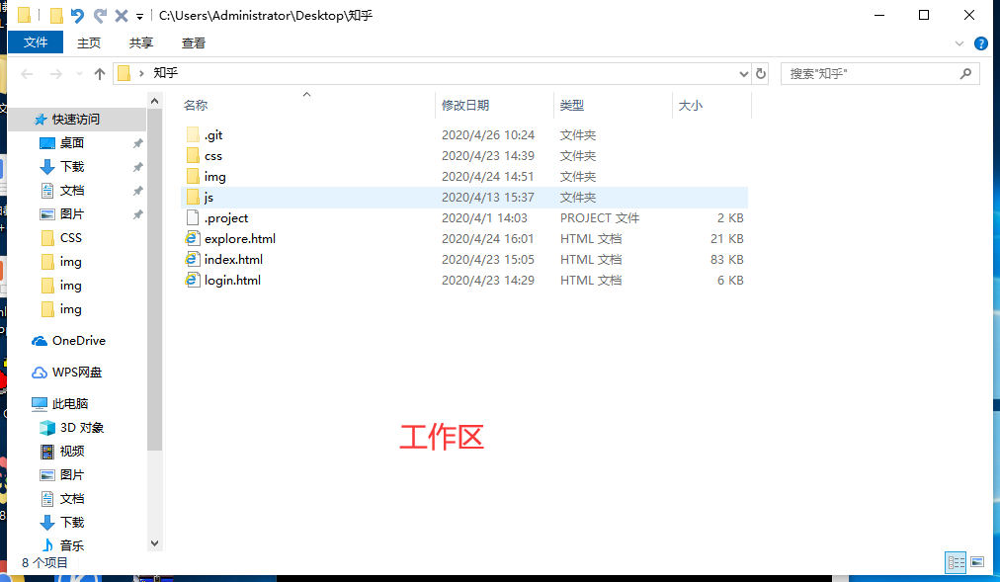 C:\Users\Administrator\Desktop\知乎
文件 主页 共享 查看
知乎
搜索"知乎"
名称 修改日期 类型 大小
.git 2020/4/26 10:24 文件夹
css 2020/4/23 14:39 文件夹
img 2020/4/24 14:51 文件夹
js 2020/4/13 15:37 文件夹
.project 2020/4/1 14:03 PROJECT 文件 2 KB
explore.html 2020/4/24 16:01 HTML 文档 21 KB
index.html 2020/4/23 15:05 HTML 文档 83 KB
login.html 2020/4/23 14:29 HTML 文档 6 KB
快速访问
桌面
下载
文档
图片
CSS
img
img
img
OneDrive
WPS网盘
此电脑
3D 对象
视频
图片
文档
下载
音乐
工作区
8 个项目